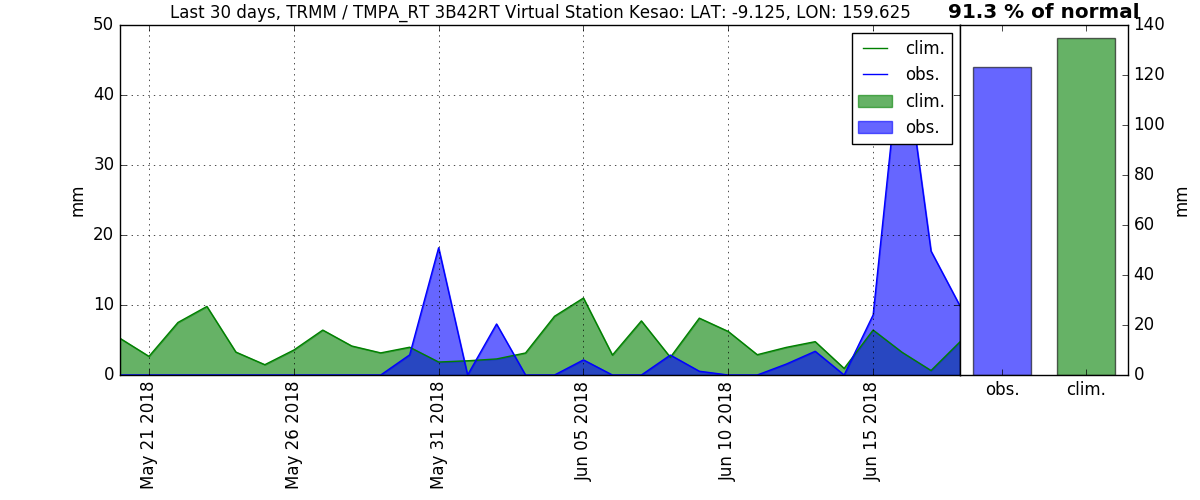 Last 30 days, TRMM / TMPA_RT 3B42RT Virtual Station Kesao: LAT: -9.125, LON: 159.625
91.3 % of normal
50
40
30
20
10
0
mm
clim.
obs.
clim.
obs.
140
120
100
80
60
40
20
0
mm
obs.
clim.
May 21 2018
May 26 2018
May 31 2018
Jun 05 2018
Jun 10 2018
Jun 15 2018